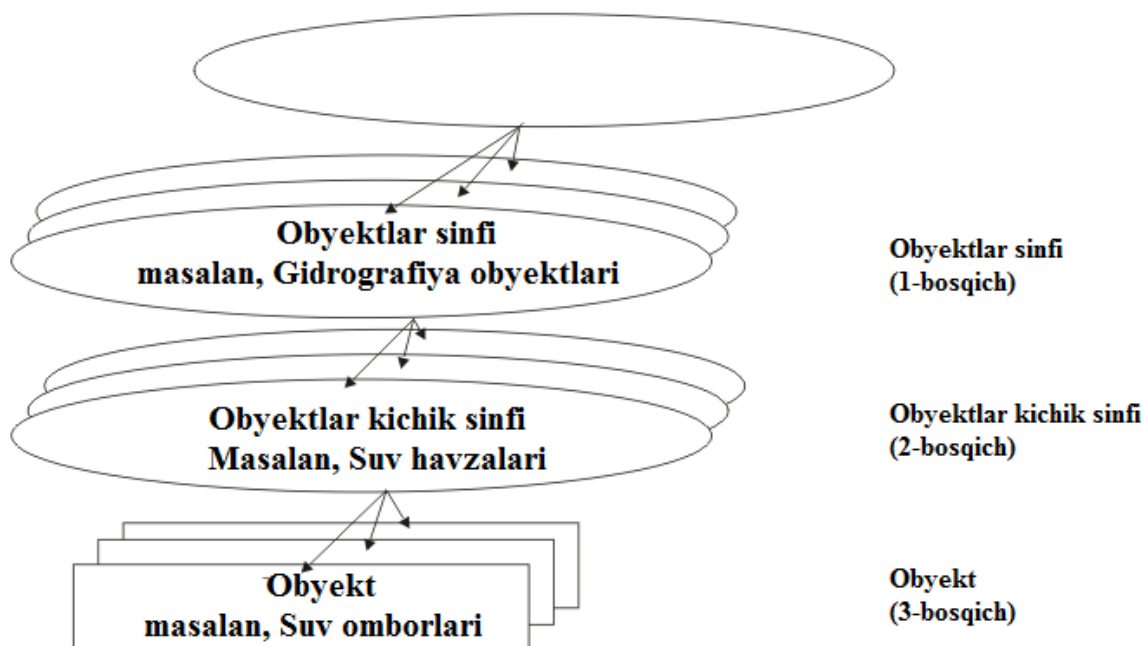 Obyektlar sinfi
masalan, Gidrografiya obyektlari
Obyektlar sinfi
(1-bosqich)
Obyektlar kichik sinfi
Masalan, Suv havzalari
Obyektlar kichik sinfi
(2-bosqich)
Obyekt
masalan, Suv omborlari
Obyekt
(3-bosqich)